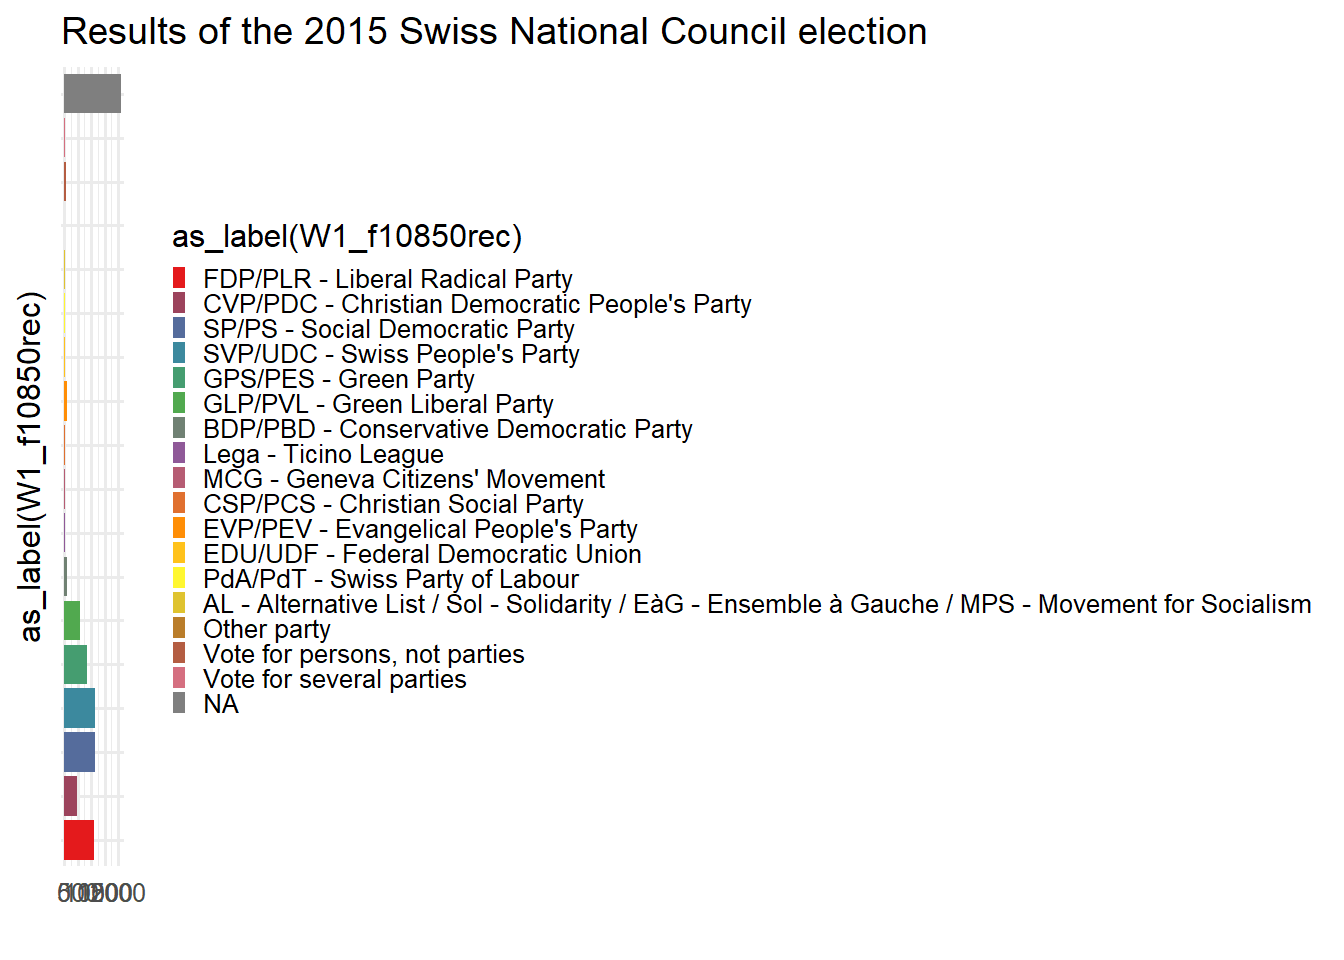 Results of the 2015 Swiss National Council election
as_label(W1_f10850rec)
as_label(W1_f10850rec)
FDP/PLR - Liberal Radical Party
CVP/PDC - Christian Democratic People's Party
SP/PS - Social Democratic Party
SVP/UDC - Swiss People's Party
GPS/PES - Green Party
GLP/PVL - Green Liberal Party
BDP/PBD - Conservative Democratic Party
Lega - Ticino League
MCG - Geneva Citizens' Movement
CSP/PCS - Christian Social Party
EVP/PEV - Evangelical People's Party
EDU/UDF - Federal Democratic Union
PdA/PdT - Swiss Party of Labour
AL - Alternative List / Sol - Solidarity / EàG - Ensemble à Gauche / MPS - Movement for Socialism
Other party
Vote for persons, not parties
Vote for several parties
NA